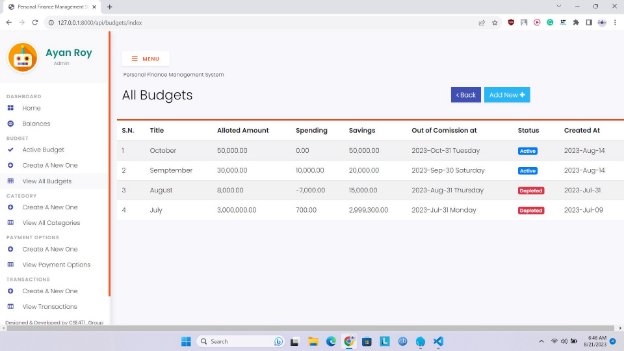 Personal Finance Management S
127.0.0.1:8000/api/budgets/index
Ayan Roy
admin
DASHBOARD
Home
Balances
BUDGET
Active Budget
Create A New One
View All Budgets
CATEGORY
Create A New One
View All Categories
PAYMENT OPTIONS
Create A New One
View Payment Options
TRANSACTIONS
Create A New One
View Transactions
MENU
Personal Finance Management System
All Budgets
Back
Add New
S.N. Title Alloted Amount Spending Savings Out of Comission at Status Created At
1 October 50,000.00 0.00 50,000.00 2023-Oct-31 Tuesday Active 2023-Aug-14
2 Semptember 30,000.00 10,000.00 20,000.00 2023-Sep-30 Saturday Active 2023-Aug-14
3 August 8,000.00 -7,000.00 15,000.00 2023-Aug-31 Thursday Depleted 2023-Jul-31
4 July 3,000,000.00 700.00 2,999,300.00 2023-Jul-31 Monday Depleted 2023-Jul-09
Designed & Developed by
Search
6:46 AM
8/21/2023